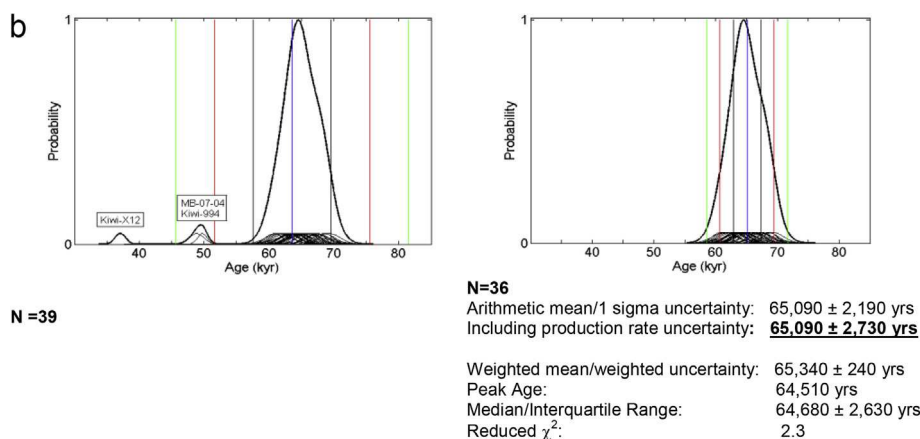 b
1
Probability
Kiwi-X12
MB-07-04
Kiwi-994
0
40 50 60 70 80
Age (kyr)
N =39
1
Probability
0
30 40 50 60 70 80
Age (kyr)
N=36
Arithmetic mean/1 sigma uncertainty: 65,090 ± 2,190 yrs
Including production rate uncertainty: 65,090 ± 2,730 yrs
Weighted mean/weighted uncertainty: 65,340 ± 240 yrs
Peak Age: 64,510 yrs
Median/Interquartile Range: 64,680 ± 2,630 yrs
Reduced χ²: 2.3